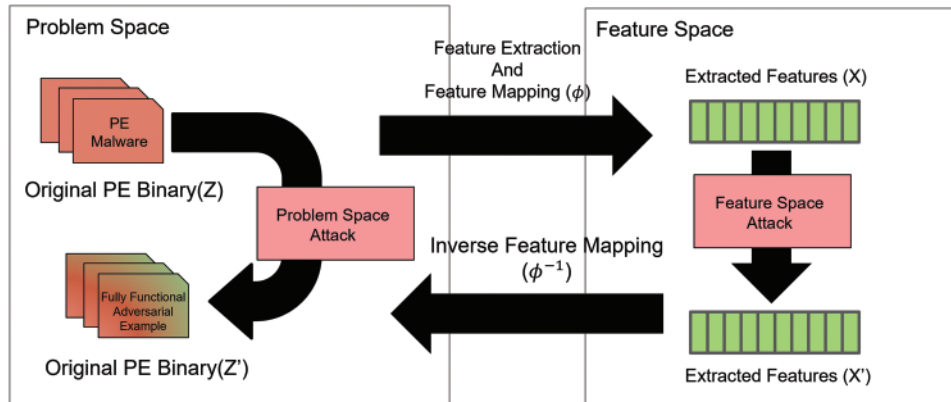 Problem Space
PE
Malware
Original PE Binary(Z)
Problem Space
Attack
Fully Functional
Adversarial
Example
Original PE Binary(Z’)
Feature Extraction
And
Feature Mapping (ϕ)
Inverse Feature Mapping
(ϕ⁻¹)
Feature Space
Extracted Features (X)
Feature Space
Attack
Extracted Features (X’)